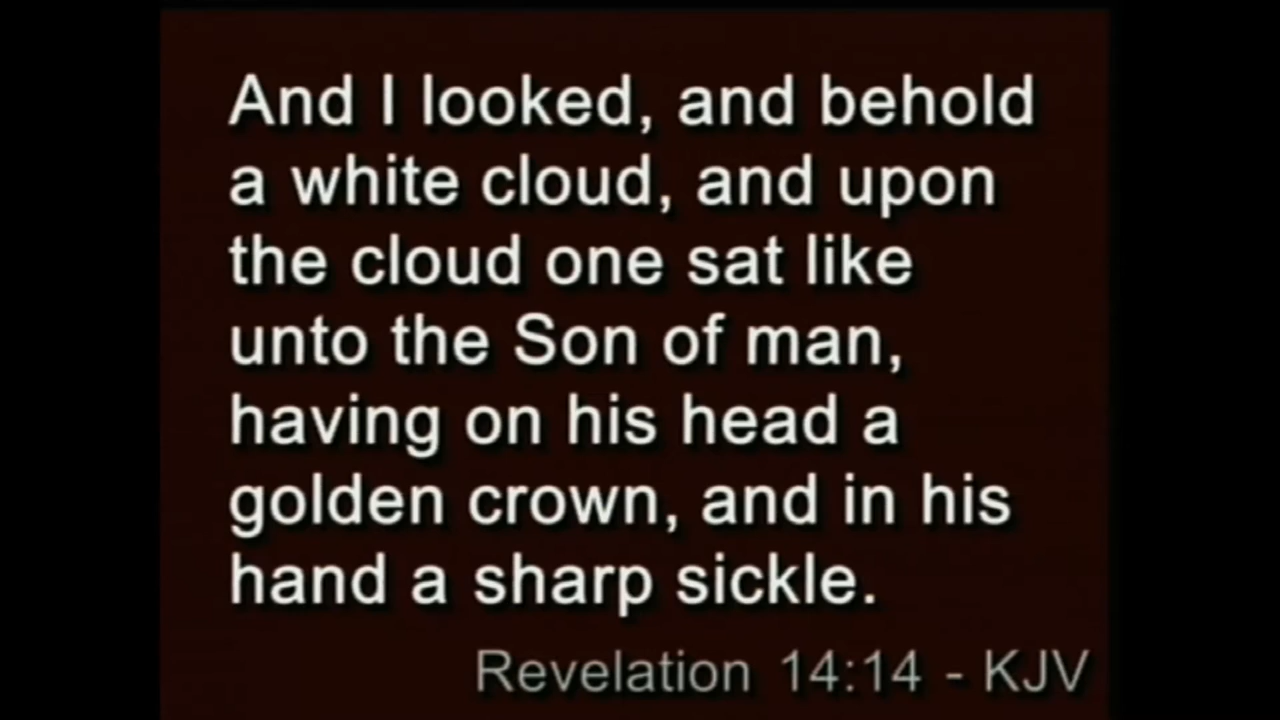 And I looked, and behold
a white cloud, and upon
the cloud one sat like
unto the Son of man,
having on his head a
golden crown, and in his
hand a sharp sickle.
Revelation 14:14 - KJV